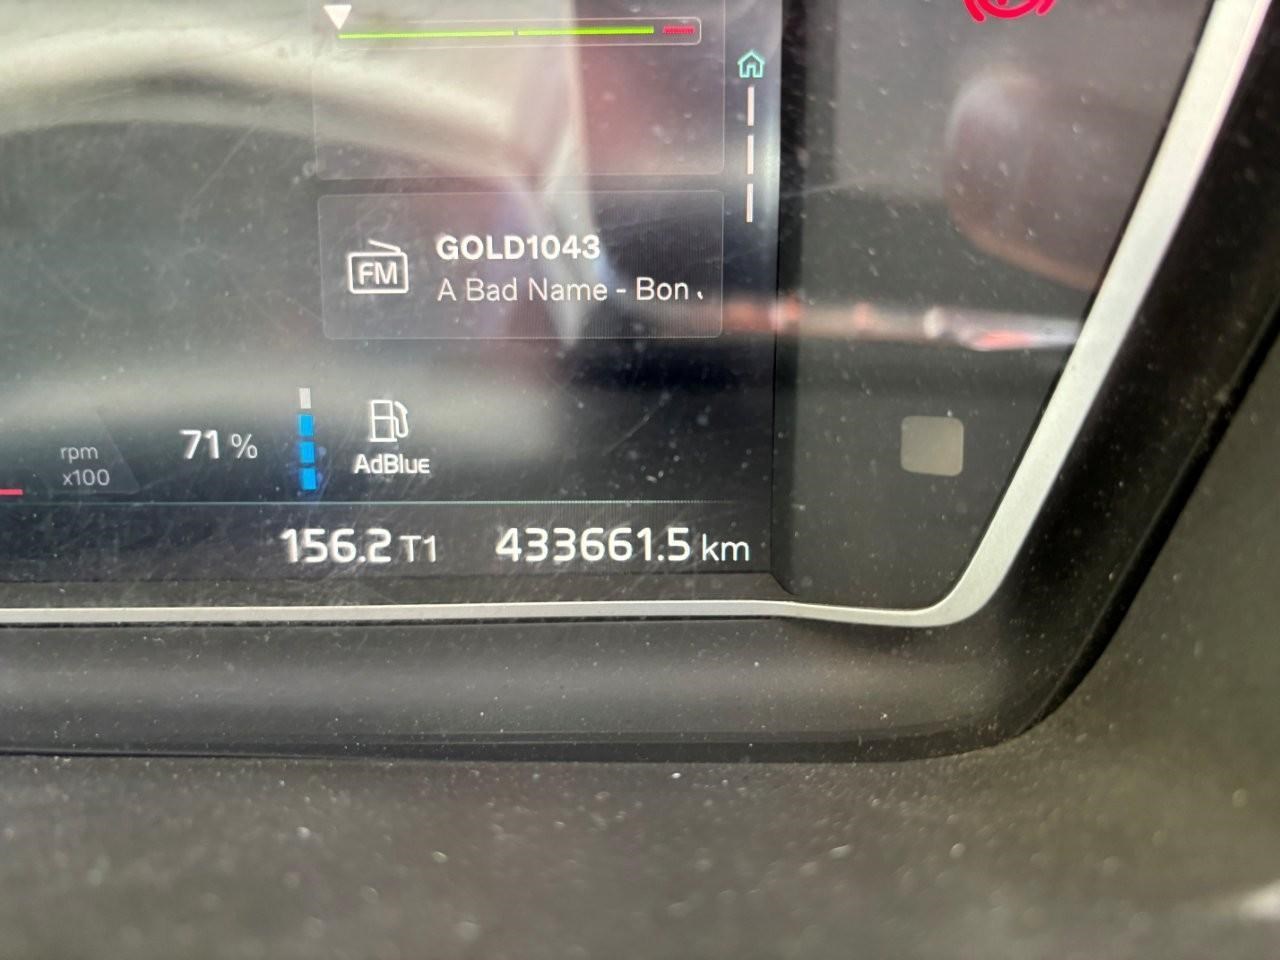 GOLD1043
FM
A Bad Name - Bon
rpm
x100
71 %
AdBlue
156.2 T1
433661.5 km